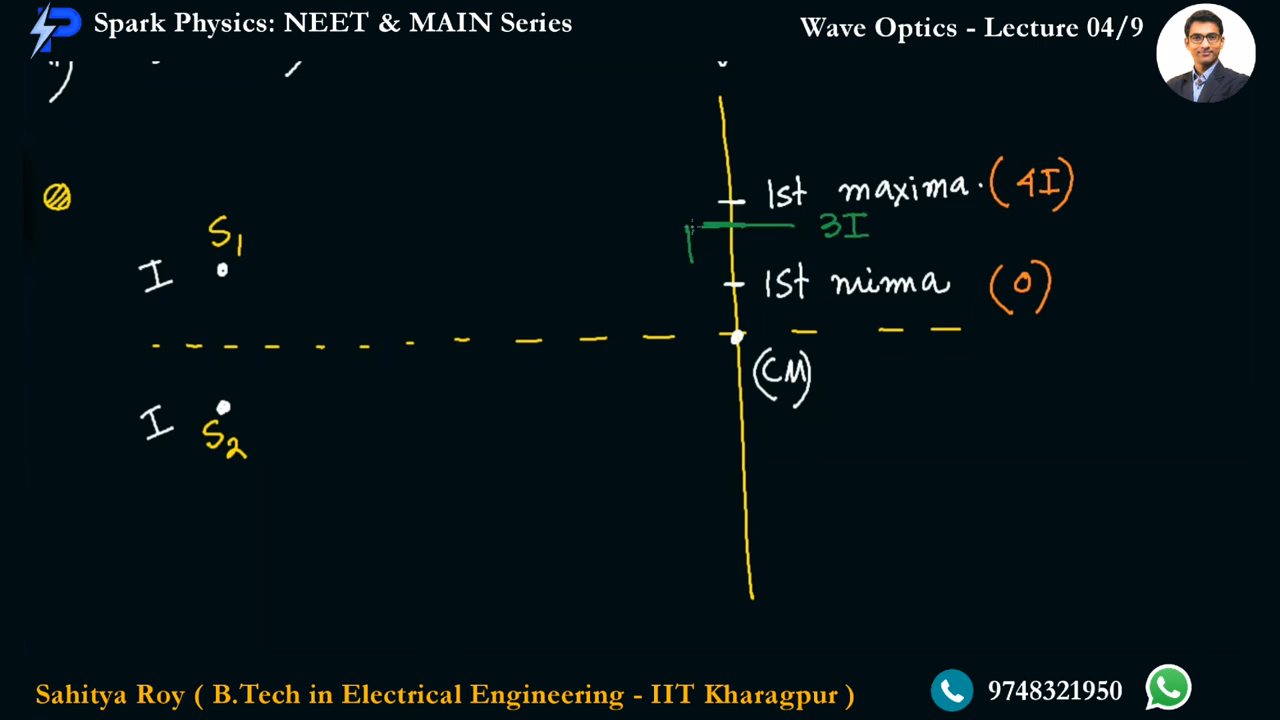 Spark Physics: NEET & MAIN Series
Wave Optics - Lecture 04/9
1st maxima. (4I)
3I
S1
I
1st mima (0)
(CM)
I
S2
Sahitya Roy ( B.Tech in Electrical Engineering - IIT Kharagpur )
9748321950